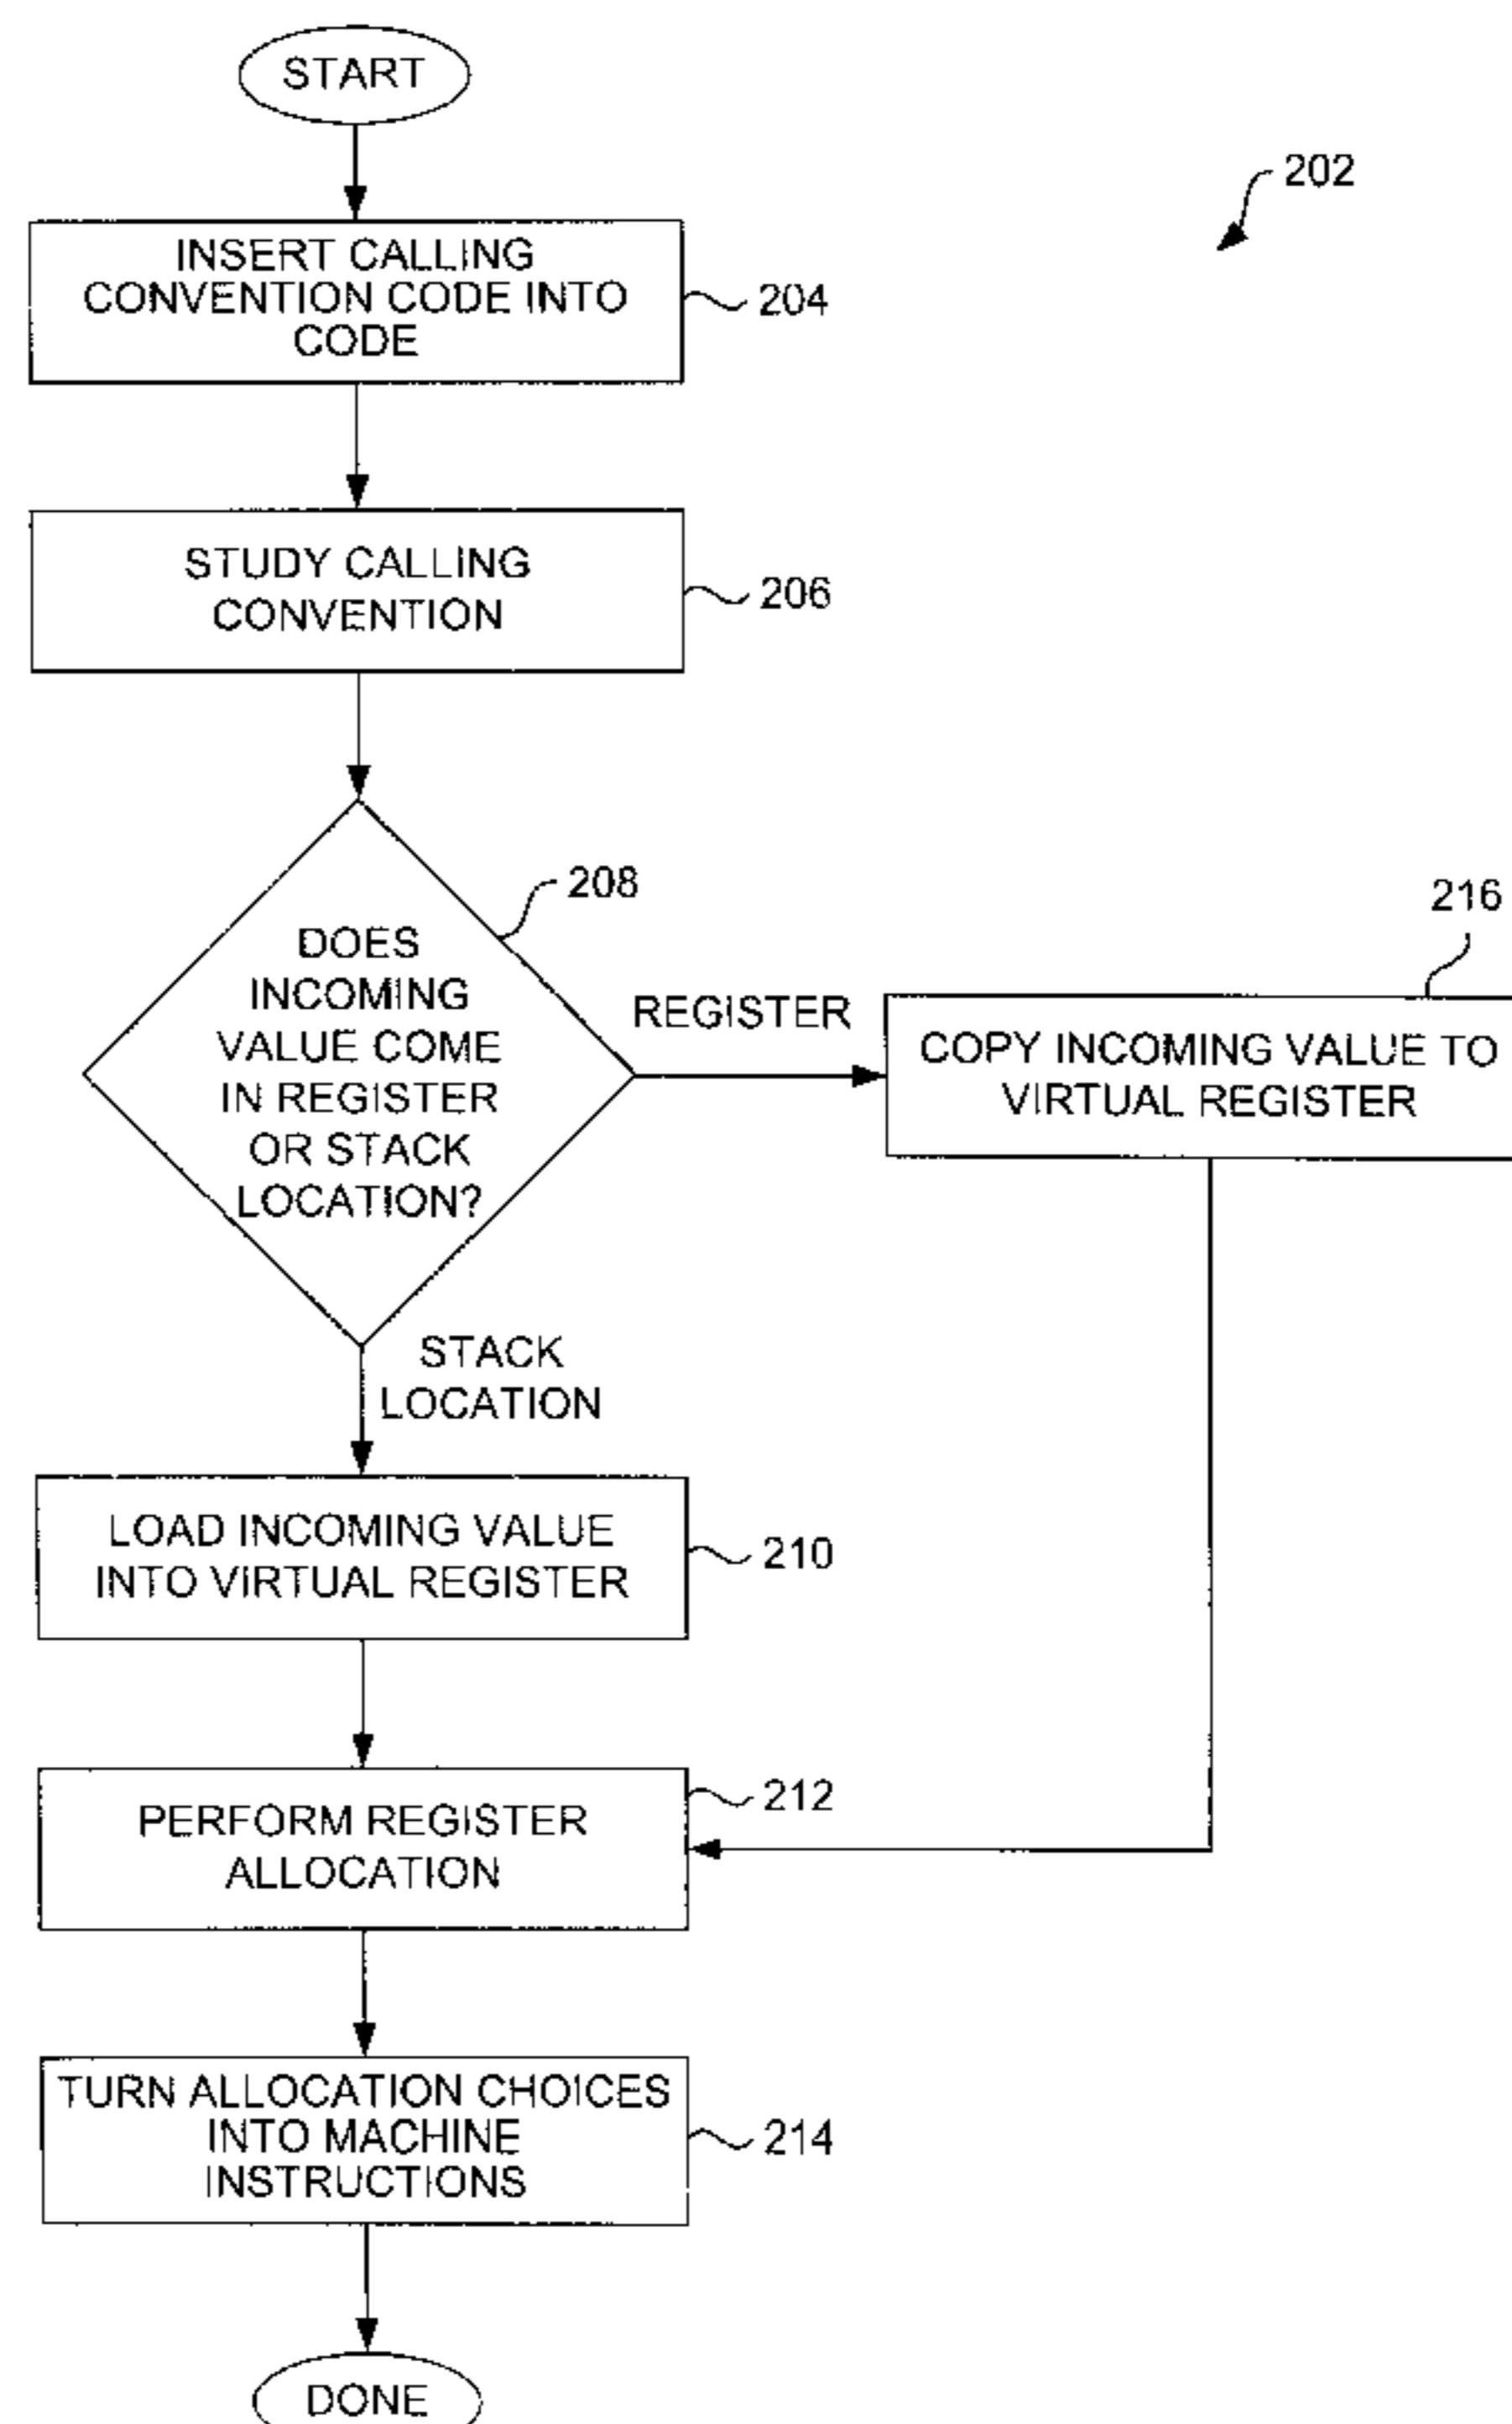 START
202
INSERT CALLING
CONVENTION CODE INTO
CODE
204
STUDY CALLING
CONVENTION
206
208
DOES
INCOMING
VALUE COME
IN REGISTER
OR STACK
LOCATION?
REGISTER
216
COPY INCOMING VALUE TO
VIRTUAL REGISTER
STACK
LOCATION
LOAD INCOMING VALUE
INTO VIRTUAL REGISTER
210
PERFORM REGISTER
ALLOCATION
212
TURN ALLOCATION CHOICES
INTO MACHINE
INSTRUCTIONS
214
DONE